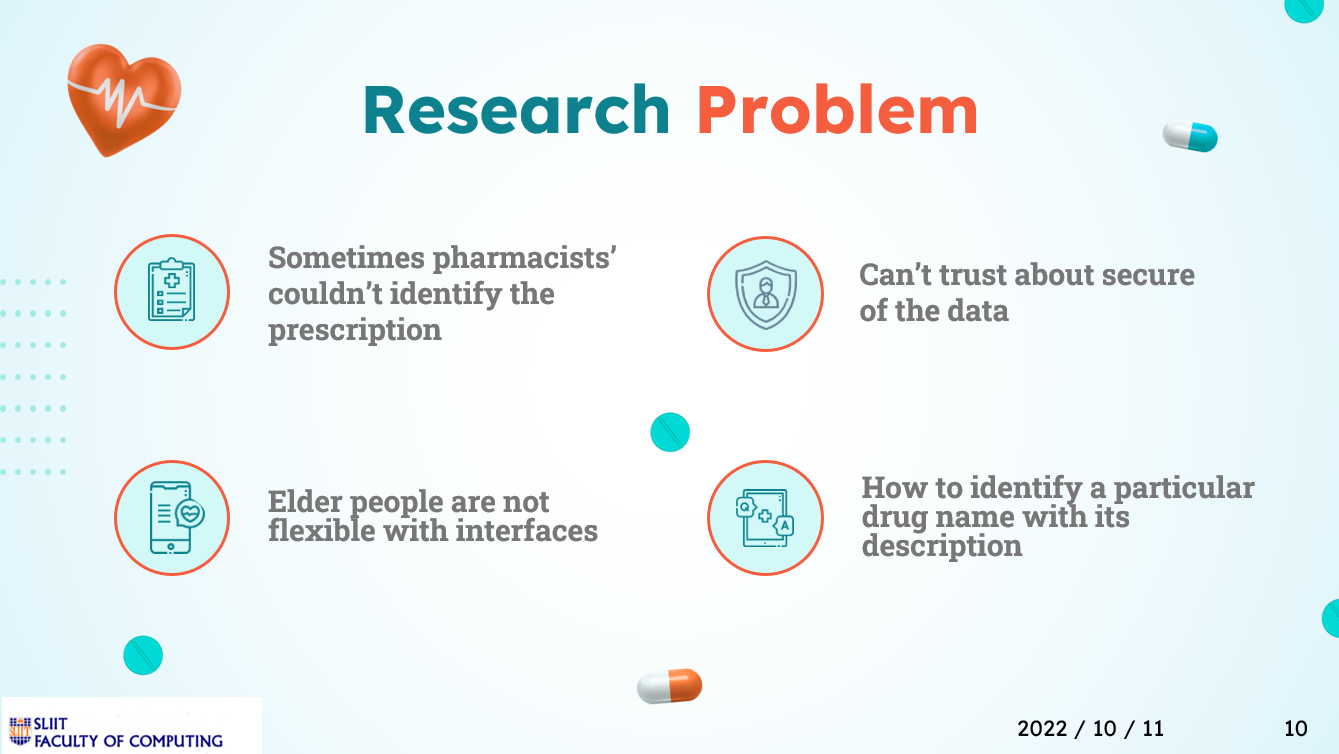 Research Problem
Sometimes pharmacists’
couldn’t identify the
prescription
Can’t trust about secure
of the data
Elder people are not
flexible with interfaces
Q
A
How to identify a particular
drug name with its
description
SLIIT
SLIIT
FACULTY OF COMPUTING
2022 / 10 / 11
10